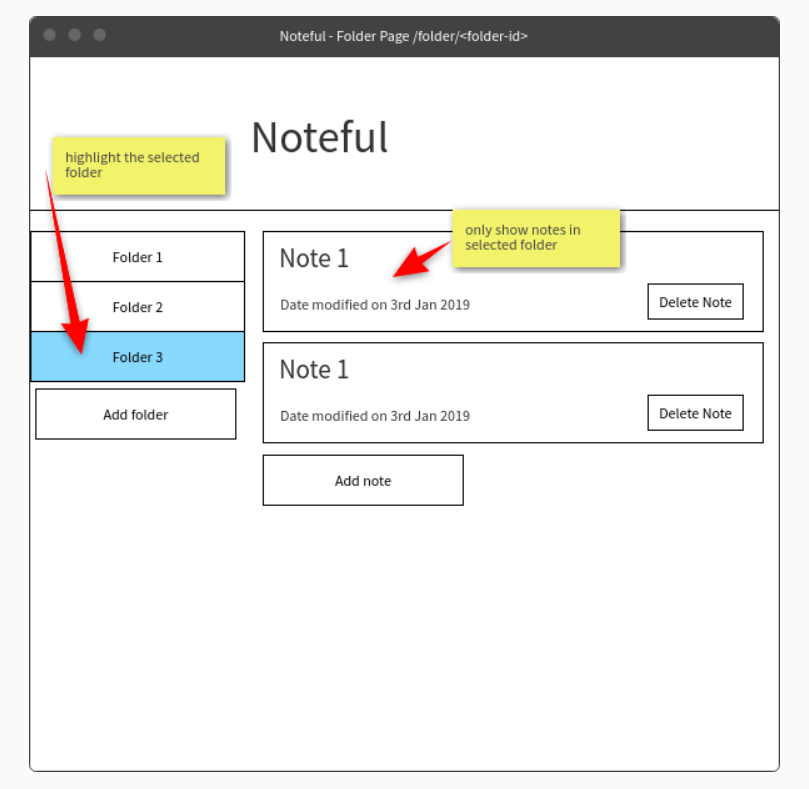 Noteful - Folder Page /folder/<folder-id>
Noteful
highlight the selected
folder
only show notes in
selected folder
Folder 1
Folder 2
Folder 3
Add folder
Note 1
Date modified on 3rd Jan 2019
Delete Note
Note 1
Date modified on 3rd Jan 2019
Delete Note
Add note